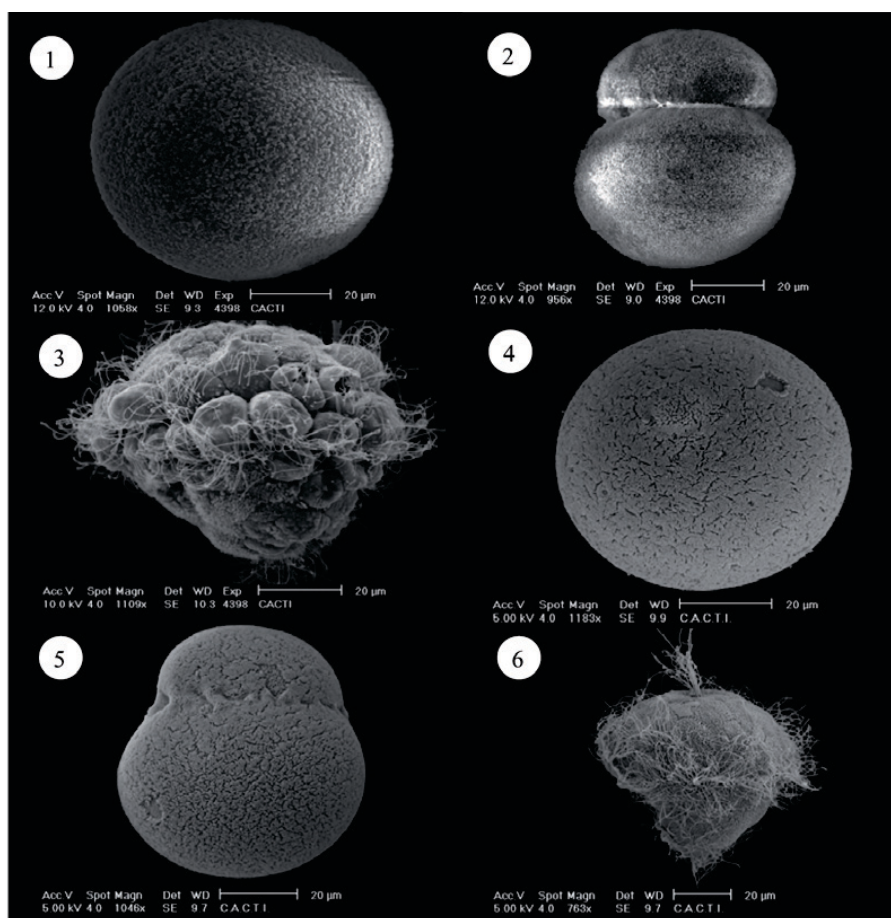 1
2
20 µm
Acc.V Spot Magn Det WD Exp
12.0 kV 4.0 1058x SE 9.3 4398 CACTI
20 µm
Acc.V Spot Magn Det WD Exp
12.0 kV 4.0 956x SE 9.0 4398 CACTI
3
4
Acc.V Spot Magn Det WD Exp 20 µm
10.0 kV 4.0 1109x SE 10.3 4398 CACTI
Acc.V Spot Magn Det WD 20 µm
5.00 kV 4.0 1183x SE 9.9 C.A.C.T.I.
5
6
Acc.V Spot Magn Det WD 20 µm
5.00 kV 4.0 1046x SE 9.7 C.A.C.T.I
Acc.V Spot Magn Det WD 20 µm
5.00 kV 4.0 763x SE 9.7 C.A.C.T.I